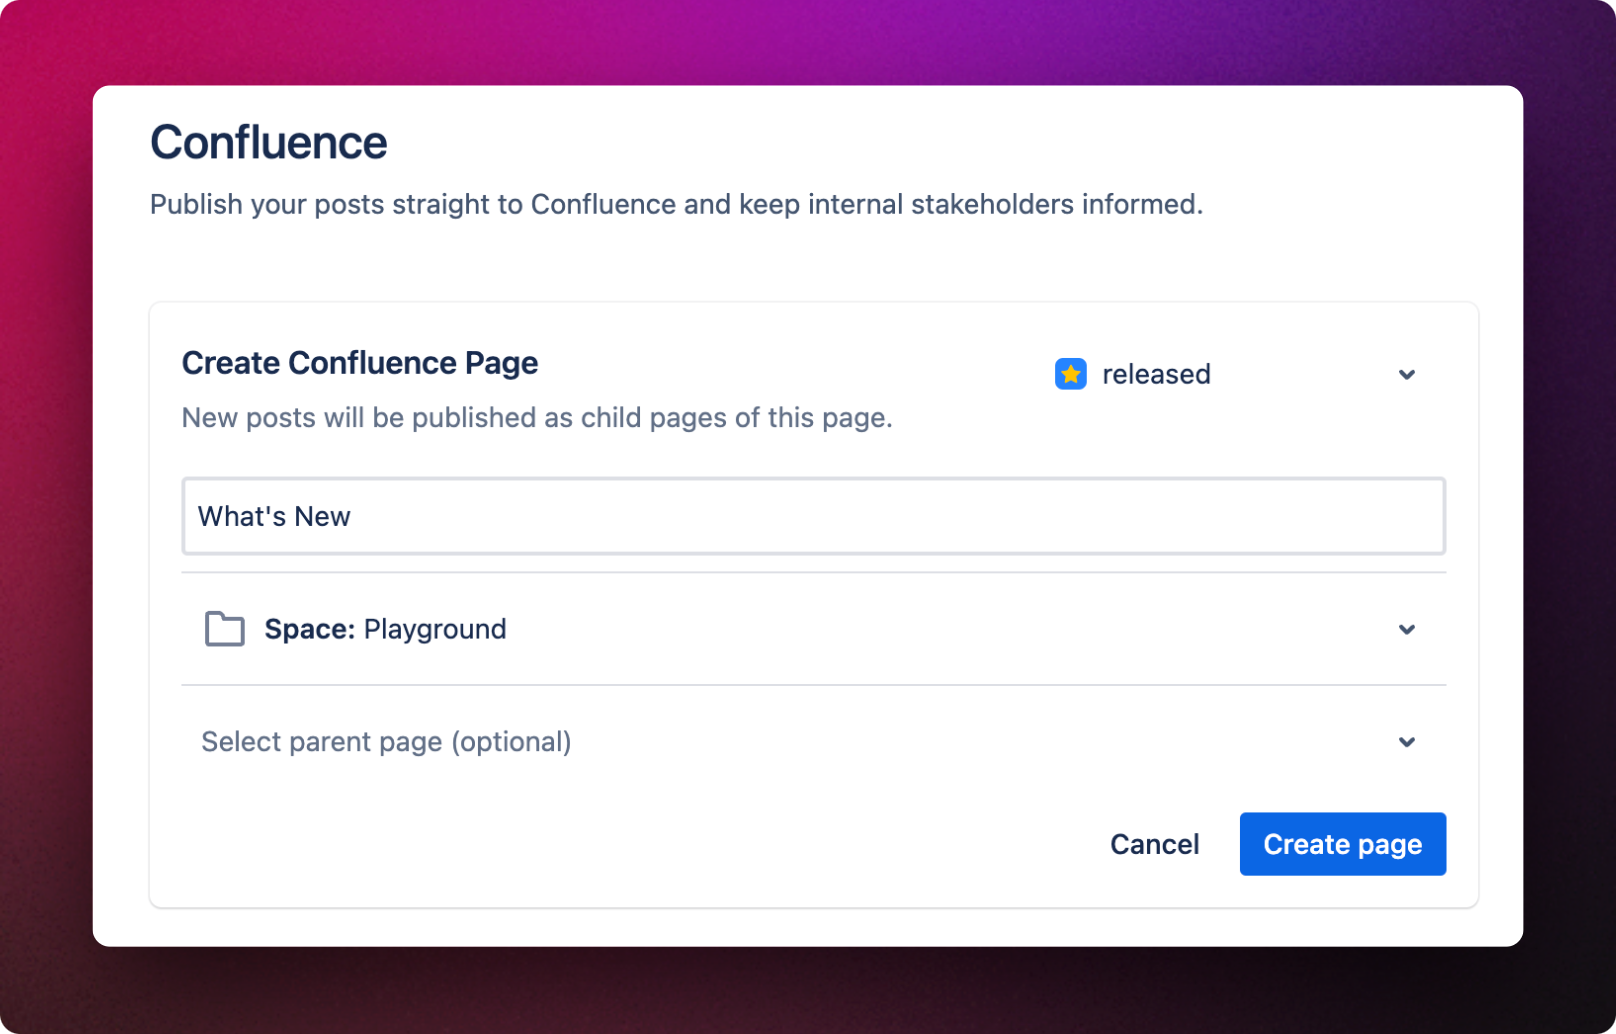 Confluence
Publish your posts straight to Confluence and keep internal stakeholders informed.
Create Confluence Page
released
New posts will be published as child pages of this page.
What's New
Space: Playground
Select parent page (optional)
Cancel
Create page